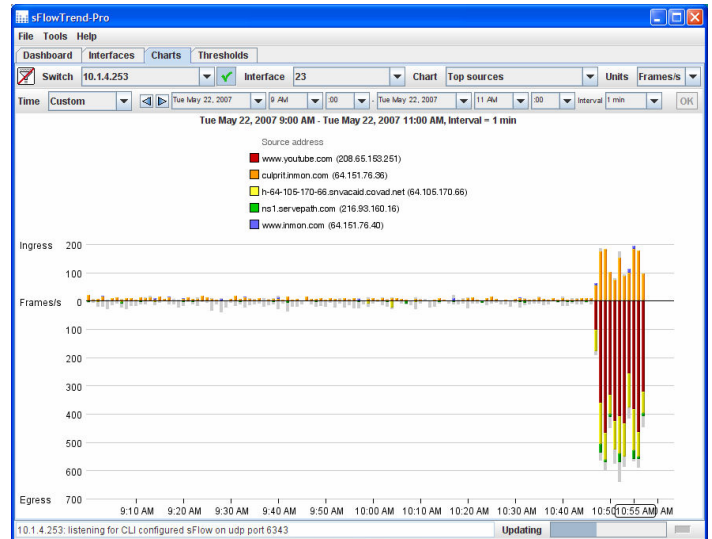 sFlowTrend-Pro
File Tools Help
Dashboard Interfaces Charts Thresholds
Switch 10.1.4.253 Interface 23 Chart Top sources Units Frames/s
Time Custom Tue May 22, 2007 9 AM :00 - Tue May 22, 2007 11 AM :00 Interval 1 min OK
Tue May 22, 2007 9:00 AM - Tue May 22, 2007 11:00 AM, Interval = 1 min
Source address
www.youtube.com (208.65.153.251)
culprit.inmon.com (64.151.76.36)
h-64-105-170-66.snvacaid.covad.net (64.105.170.66)
ns1.servepath.com (216.93.160.16)
www.inmon.com (64.151.76.40)
Ingress 200
100
Frames/s 0
100
200
300
400
500
600
Egress 700
9:10 AM 9:20 AM 9:30 AM 9:40 AM 9:50 AM 10:00 AM 10:10 AM 10:20 AM 10:30 AM 10:40 AM 10:50 10:55 AM AM
10.1.4.253: listening for CLI configured sFlow on udp port 6343 Updating